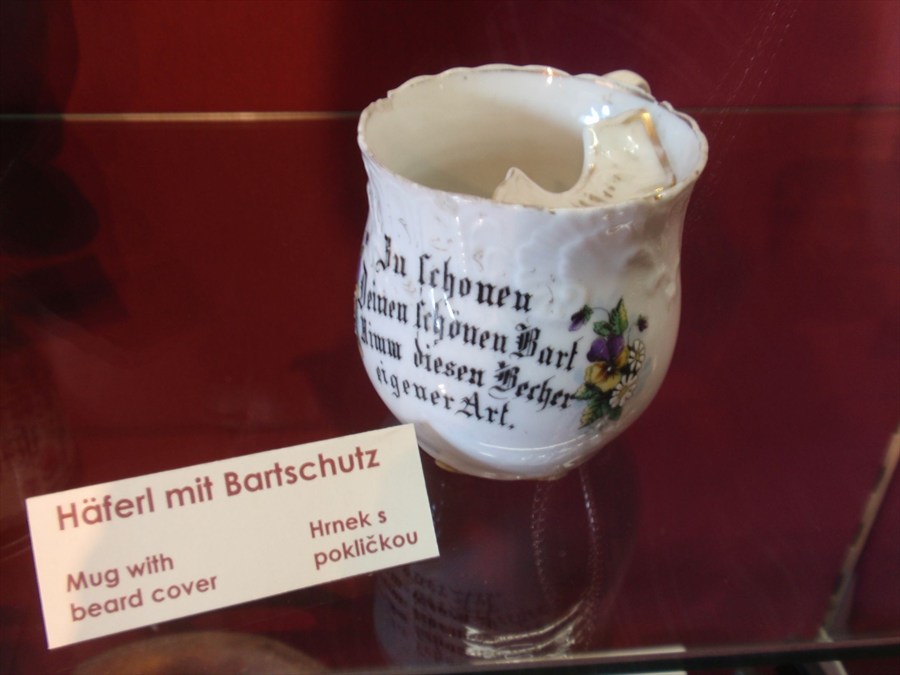 Zu schonen
Deinen schönen Bart
Nimm diesen Becher
eigener Art.
Häferl mit Bartschutz
Mug with
beard cover
Hrnek s
pokličkou